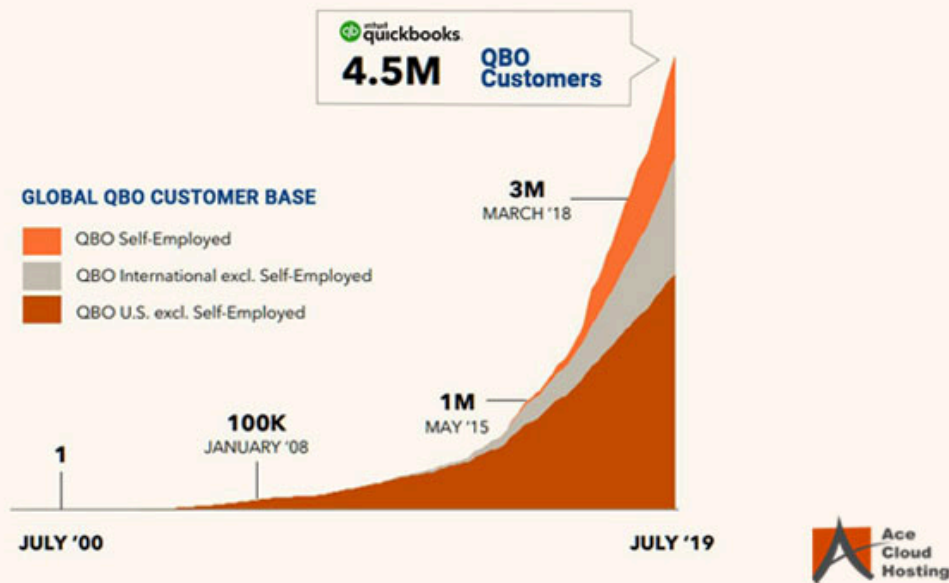 intuit
quickbooks.
4.5M
QBO
Customers
GLOBAL QBO CUSTOMER BASE
QBO Self-Employed
QBO International excl. Self-Employed
QBO U.S. excl. Self-Employed
3M
MARCH '18
1M
MAY '15
100K
JANUARY '08
1
JULY '00
JULY '19
Ace
Cloud
Hosting